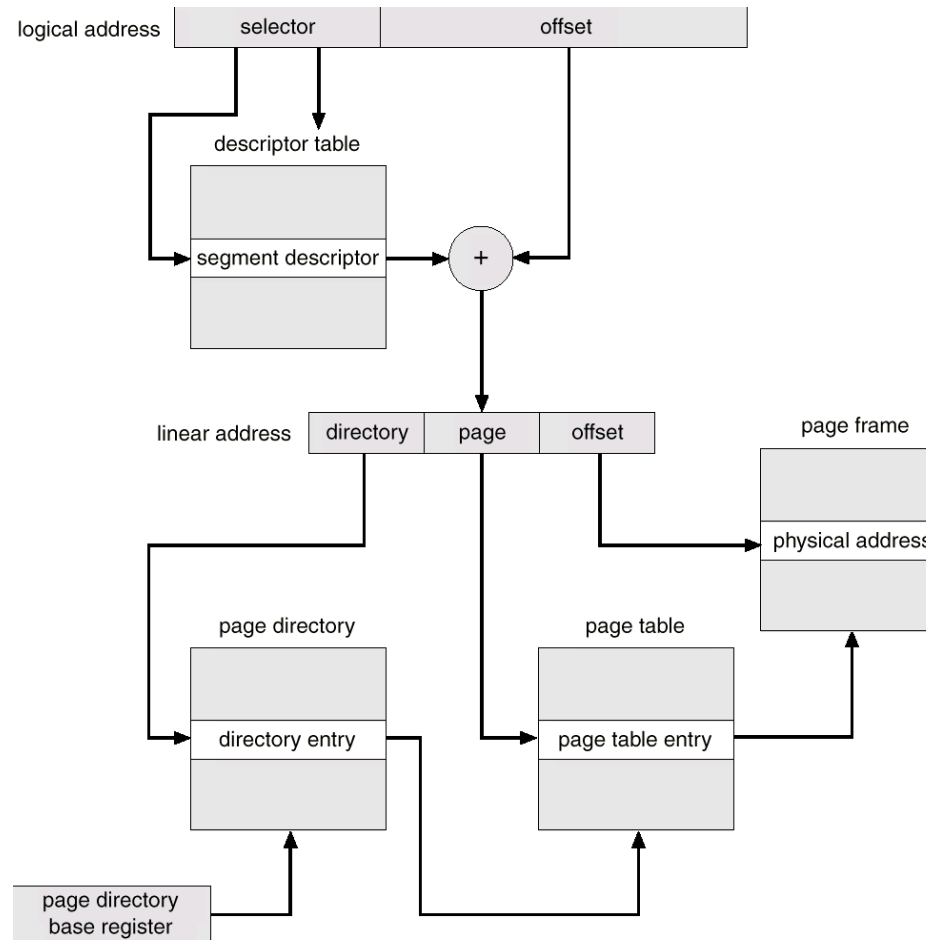 logical address
selector
offset
descriptor table
segment descriptor
+
linear address
directory
page
offset
page frame
physical address
page directory
page table
directory entry
page table entry
page directory
base register